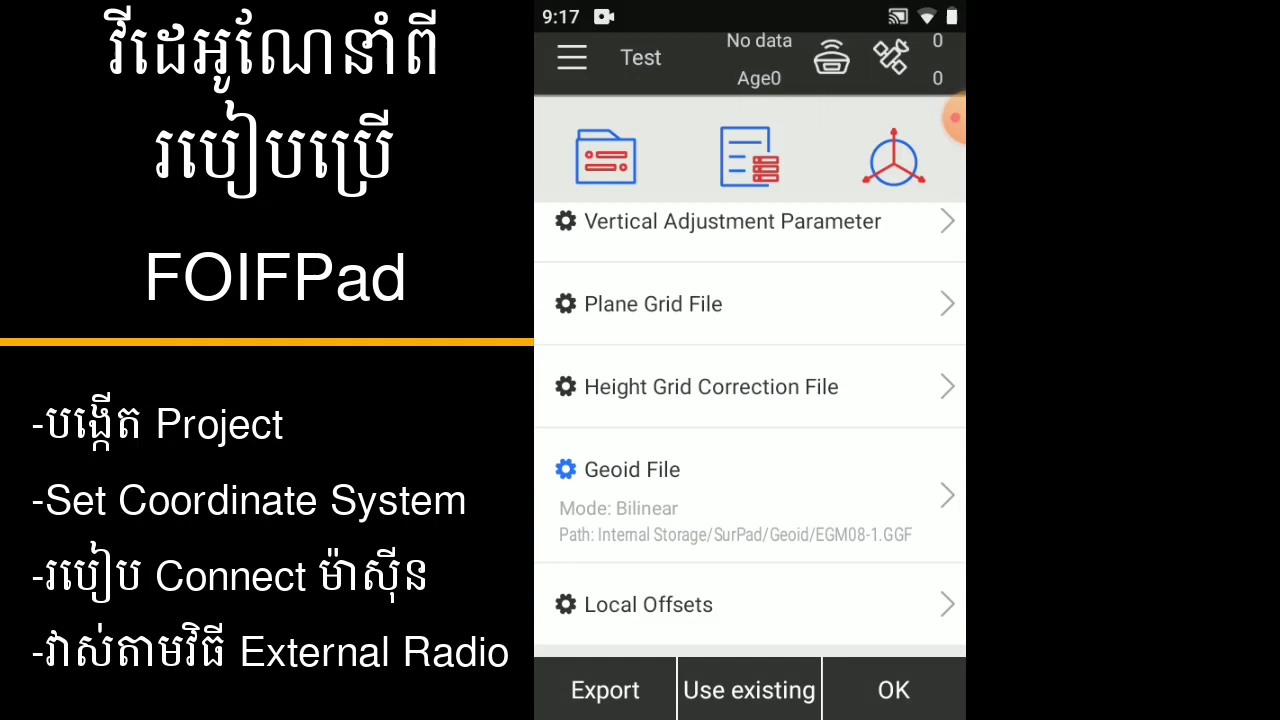 វីដេអូណែនាំពី
របៀបប្រើ
FOIFPad
-បង្កើត Project
-Set Coordinate System
-របៀប Connect ម៉ាស៊ីន
-វាស់តាមវិធី External Radio
9:17
Test
No data
Age0
0
0
Vertical Adjustment Parameter
Plane Grid File
Height Grid Correction File
Geoid File
Mode: Bilinear
Path: Internal Storage/SurPad/Geoid/EGM08-1.GGF
Local Offsets
Export
Use existing
OK